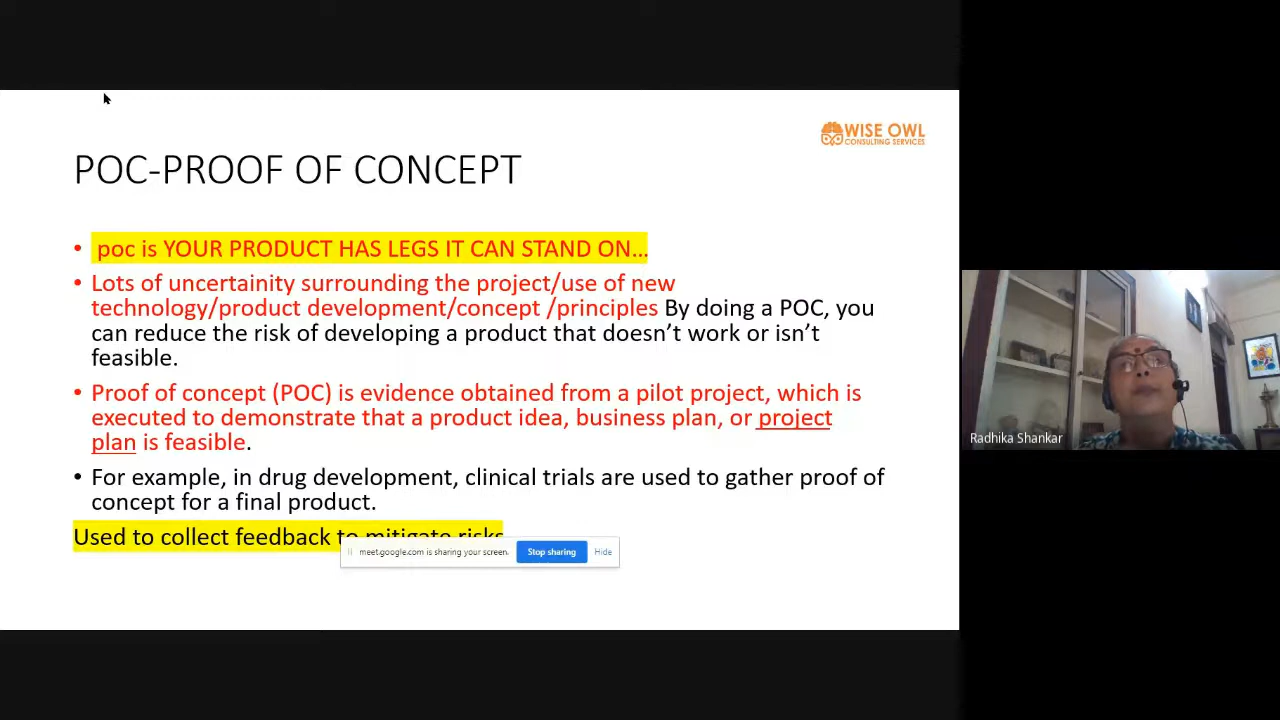 WISE OWL
CONSULTING SERVICES
POC-PROOF OF CONCEPT
• poc is YOUR PRODUCT HAS LEGS IT CAN STAND ON…
• Lots of uncertainity surrounding the project/use of new
technology/product development/concept /principles By doing a POC, you
can reduce the risk of developing a product that doesn’t work or isn’t
feasible.
• Proof of concept (POC) is evidence obtained from a pilot project, which is
executed to demonstrate that a product idea, business plan, or project
plan is feasible.
• For example, in drug development, clinical trials are used to gather proof of
concept for a final product.
Used to collect feedback to mitigate risks
meet.google.com is sharing your screen. Stop sharing Hide
Radhika Shankar